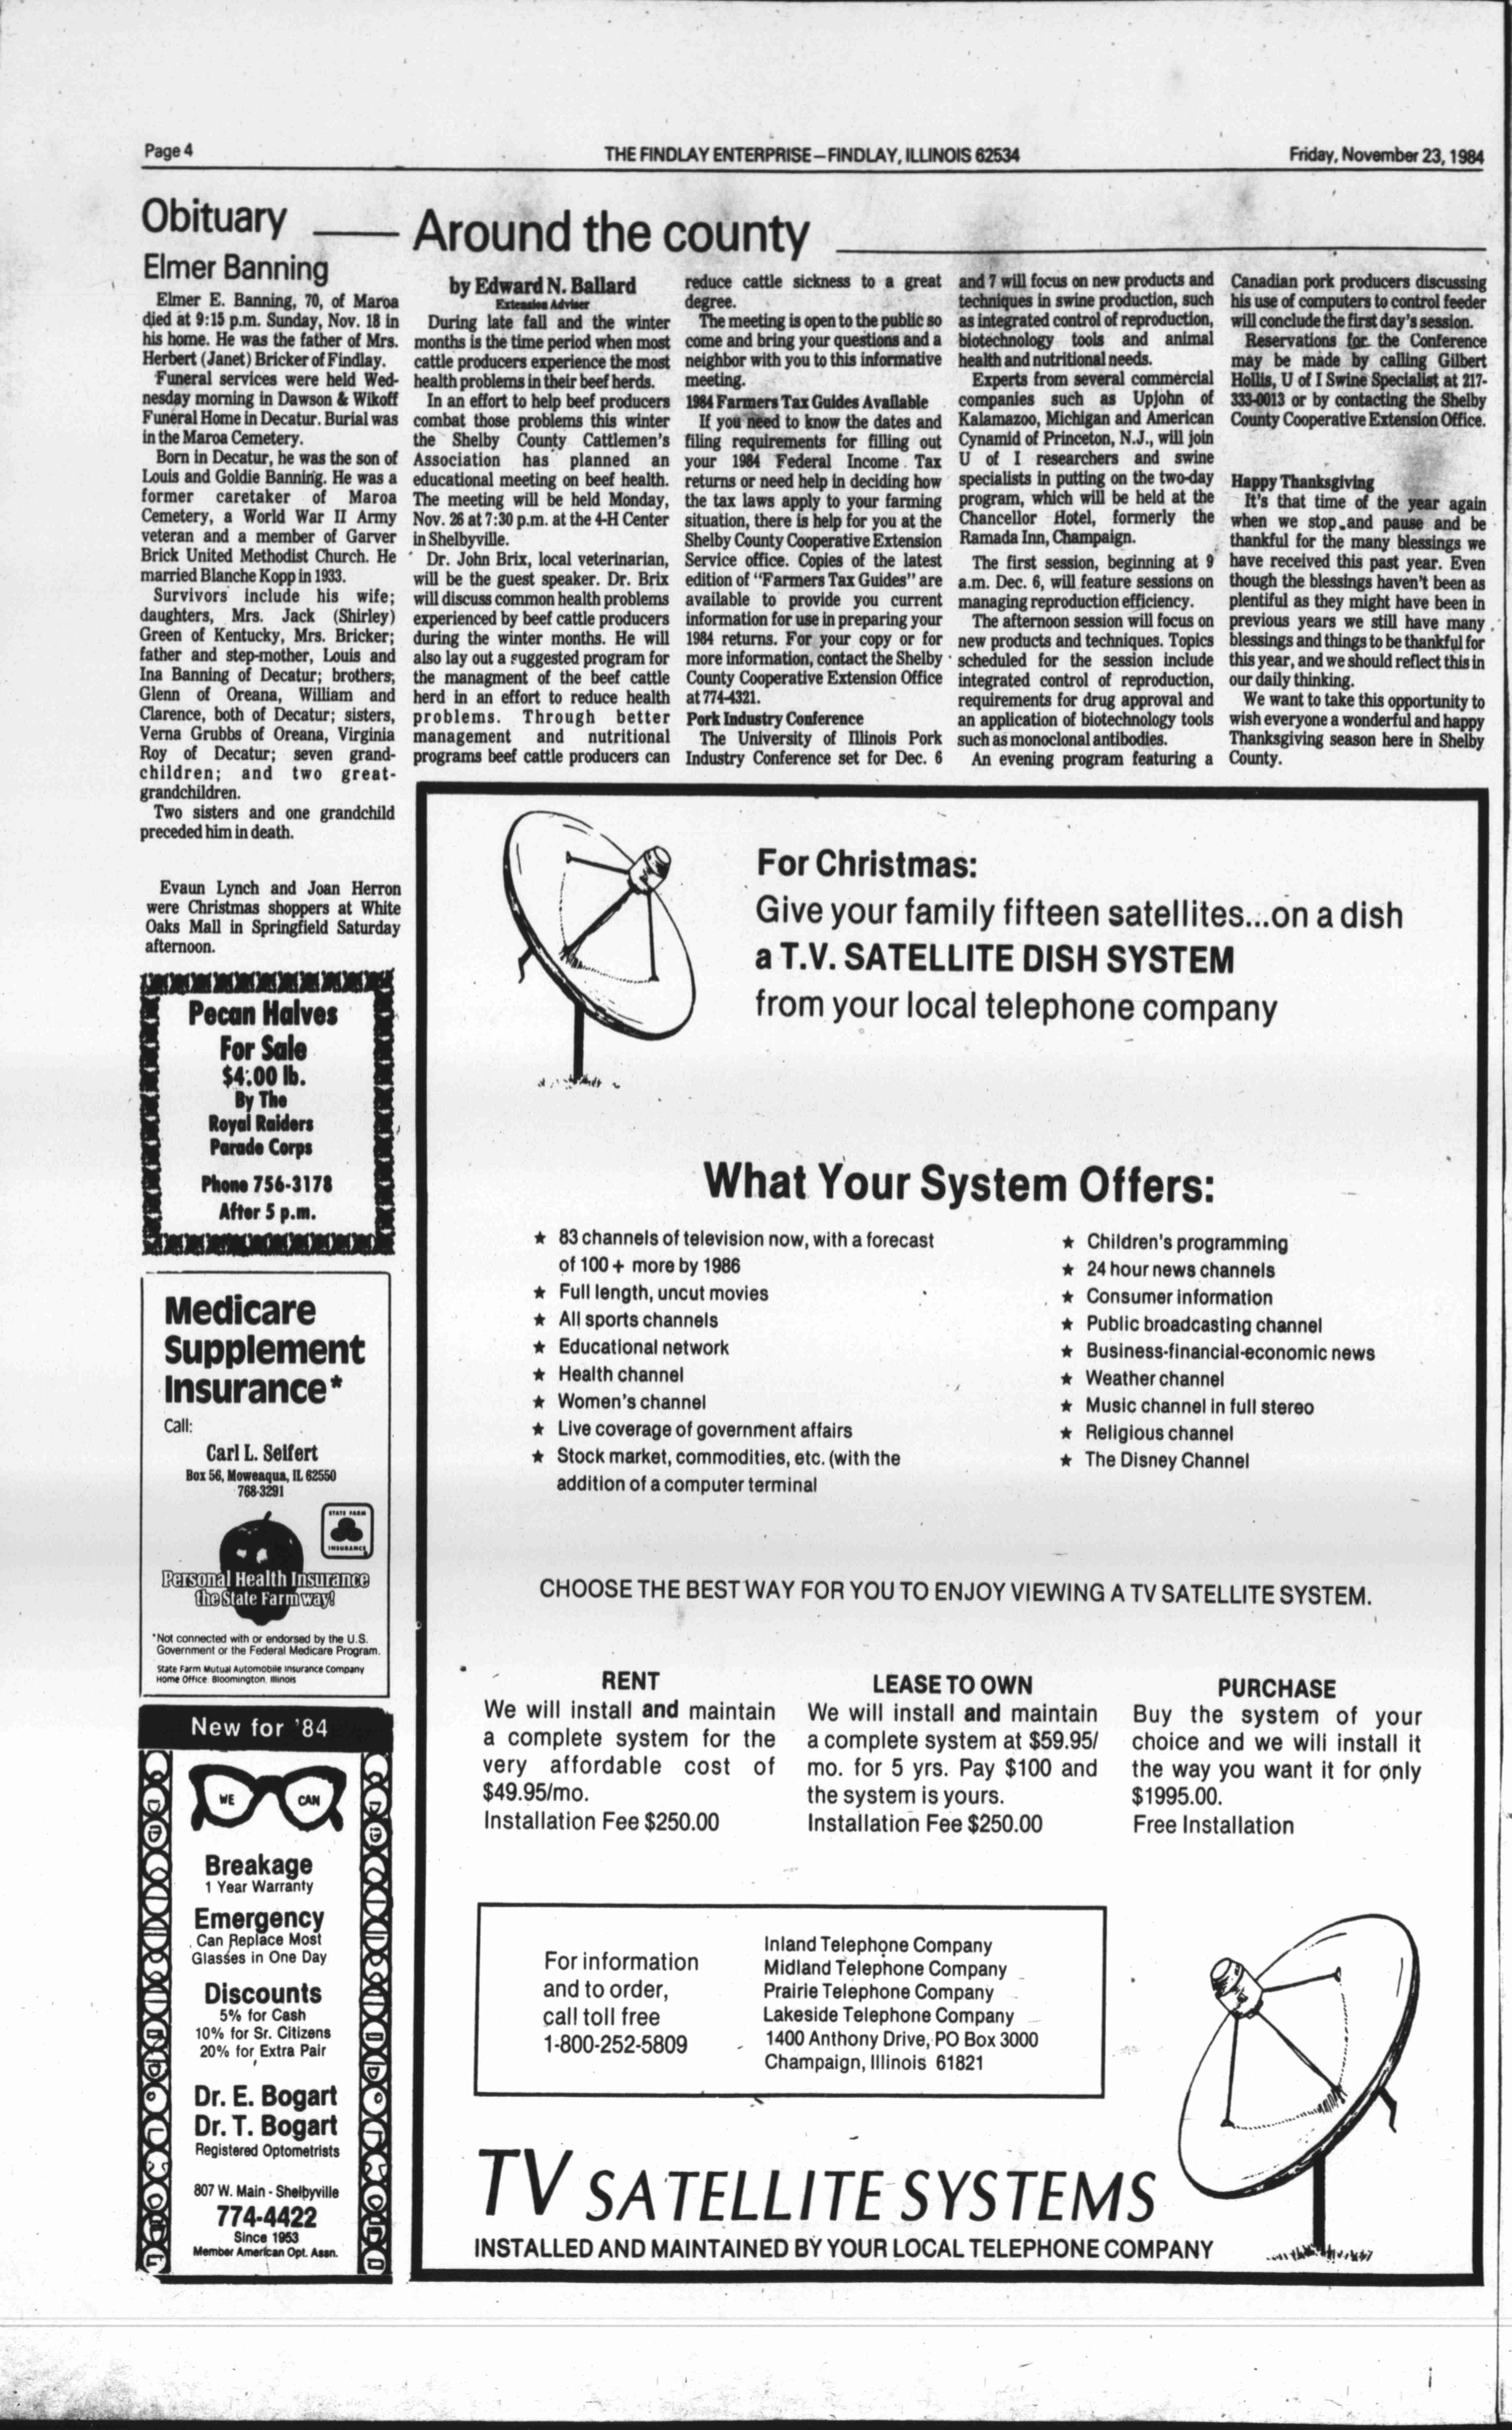 Page 4
THE FINDLAY ENTERPRISE—FINDLAY, ILLINOIS 62534
Friday, November 23, 1984
Obituary
Elmer Banning
Elmer E. Banning, 70, of Maroa
died at 9:15 p.m. Sunday, Nov. 18 in
his home. He was the father of Mrs.
Herbert (Janet) Bricker of Findlay.
Funeral services were held Wed-
nesday morning in Dawson & Wikoff
Funeral Home in Decatur. Burial was
in the Maroa Cemetery.
Born in Decatur, he was the son of
Louis and Goldie Banning. He was a
former caretaker of Maroa
Cemetery, a World War II Army
veteran and a member of Garver
Brick United Methodist Church. He
married Blanche Kopp in 1933.
Survivors include his wife;
daughters, Mrs. Jack (Shirley)
Green of Kentucky, Mrs. Bricker;
father and step-mother, Louis and
Ina Banning of Decatur; brothers,
Glenn of Oreana, William and
Clarence, both of Decatur; sisters,
Verna Grubbs of Oreana, Virginia
Roy of Decatur; seven grand-
children; and two great-
grandchildren.
Two sisters and one grandchild
preceded him in death.
Evaun Lynch and Joan Herron
were Christmas shoppers at White
Oaks Mall in Springfield Saturday
afternoon.
Pecan Halves
For Sale
$4.00 lb.
By The
Royal Raiders
Parade Corps
Phone 756-3178
After 5 p.m.
Medicare
Supplement
Insurance*
Call:
Carl L. Seifert
Box 56, Moweaqua, IL 62550
768-3291
STATE FARM
INSURANCE
Personal Health Insurance
the State Farm way!
*Not connected with or endorsed by the U.S.
Government or the Federal Medicare Program.
State Farm Mutual Automobile Insurance Company
Home Office: Bloomington, Illinois
New for '84
WE CAN
Breakage
1 Year Warranty
Emergency
Can Replace Most
Glasses in One Day
Discounts
5% for Cash
10% for Sr. Citizens
20% for Extra Pair
Dr. E. Bogart
Dr. T. Bogart
Registered Optometrists
807 W. Main - Shelbyville
774-4422
Since 1953
Member American Opt. Assn.
Around the county
by Edward N. Ballard
Extension Adviser
During late fall and the winter
months is the time period when most
cattle producers experience the most
health problems in their beef herds.
In an effort to help beef producers
combat those problems this winter
the Shelby County Cattlemen's
Association has planned an
educational meeting on beef health.
The meeting will be held Monday,
Nov. 26 at 7:30 p.m. at the 4-H Center
in Shelbyville.
Dr. John Brix, local veterinarian,
will be the guest speaker. Dr. Brix
will discuss common health problems
experienced by beef cattle producers
during the winter months. He will
also lay out a suggested program for
the managment of the beef cattle
herd in an effort to reduce health
problems. Through better
management and nutritional
programs beef cattle producers can
reduce cattle sickness to a great
degree.
The meeting is open to the public so
come and bring your questions and a
neighbor with you to this informative
meeting.
1984 Farmers Tax Guides Available
If you need to know the dates and
filing requirements for filling out
your 1984 Federal Income Tax
returns or need help in deciding how
the tax laws apply to your farming
situation, there is help for you at the
Shelby County Cooperative Extension
Service office. Copies of the latest
edition of "Farmers Tax Guides" are
available to provide you current
information for use in preparing your
1984 returns. For your copy or for
more information, contact the Shelby
County Cooperative Extension Office
at 774-4321.
Pork Industry Conference
The University of Illinois Pork
Industry Conference set for Dec. 6
and 7 will focus on new products and
techniques in swine production, such
as integrated control of reproduction,
biotechnology tools and animal
health and nutritional needs.
Experts from several commercial
companies such as Upjohn of
Kalamazoo, Michigan and American
Cynamid of Princeton, N.J., will join
U of I researchers and swine
specialists in putting on the two-day
program, which will be held at the
Chancellor Hotel, formerly the
Ramada Inn, Champaign.
The first session, beginning at 9
a.m. Dec. 6, will feature sessions on
managing reproduction efficiency.
The afternoon session will focus on
new products and techniques. Topics
scheduled for the session include
integrated control of reproduction,
requirements for drug approval and
an application of biotechnology tools
such as monoclonal antibodies.
An evening program featuring a
Canadian pork producers discussing
his use of computers to control feeder
will conclude the first day's session.
Reservations for the Conference
may be made by calling Gilbert
Hollis, U of I Swine Specialist at 217-
333-0013 or by contacting the Shelby
County Cooperative Extension Office.
Happy Thanksgiving
It's that time of the year again
when we stop and pause and be
thankful for the many blessings we
have received this past year. Even
though the blessings haven't been as
plentiful as they might have been in
previous years we still have many
blessings and things to be thankful for
this year, and we should reflect this in
our daily thinking.
We want to take this opportunity to
wish everyone a wonderful and happy
Thanksgiving season here in Shelby
County.
For Christmas:
Give your family fifteen satellites...on a dish
a T.V. SATELLITE DISH SYSTEM
from your local telephone company
What Your System Offers:
★ 83 channels of television now, with a forecast
of 100+ more by 1986
★ Full length, uncut movies
★ All sports channels
★ Educational network
★ Health channel
★ Women's channel
★ Live coverage of government affairs
★ Stock market, commodities, etc. (with the
addition of a computer terminal
★ Children's programming
★ 24 hour news channels
★ Consumer information
★ Public broadcasting channel
★ Business-financial-economic news
★ Weather channel
★ Music channel in full stereo
★ Religious channel
★ The Disney Channel
CHOOSE THE BEST WAY FOR YOU TO ENJOY VIEWING A TV SATELLITE SYSTEM.
RENT
We will install and maintain
a complete system for the
very affordable cost of
$49.95/mo.
Installation Fee $250.00
LEASE TO OWN
We will install and maintain
a complete system at $59.95/
mo. for 5 yrs. Pay $100 and
the system is yours.
Installation Fee $250.00
PURCHASE
Buy the system of your
choice and we will install it
the way you want it for only
$1995.00.
Free Installation
For information
and to order,
call toll free
1-800-252-5809
Inland Telephone Company
Midland Telephone Company
Prairie Telephone Company
Lakeside Telephone Company
1400 Anthony Drive, PO Box 3000
Champaign, Illinois 61821
TV SATELLITE SYSTEMS
INSTALLED AND MAINTAINED BY YOUR LOCAL TELEPHONE COMPANY